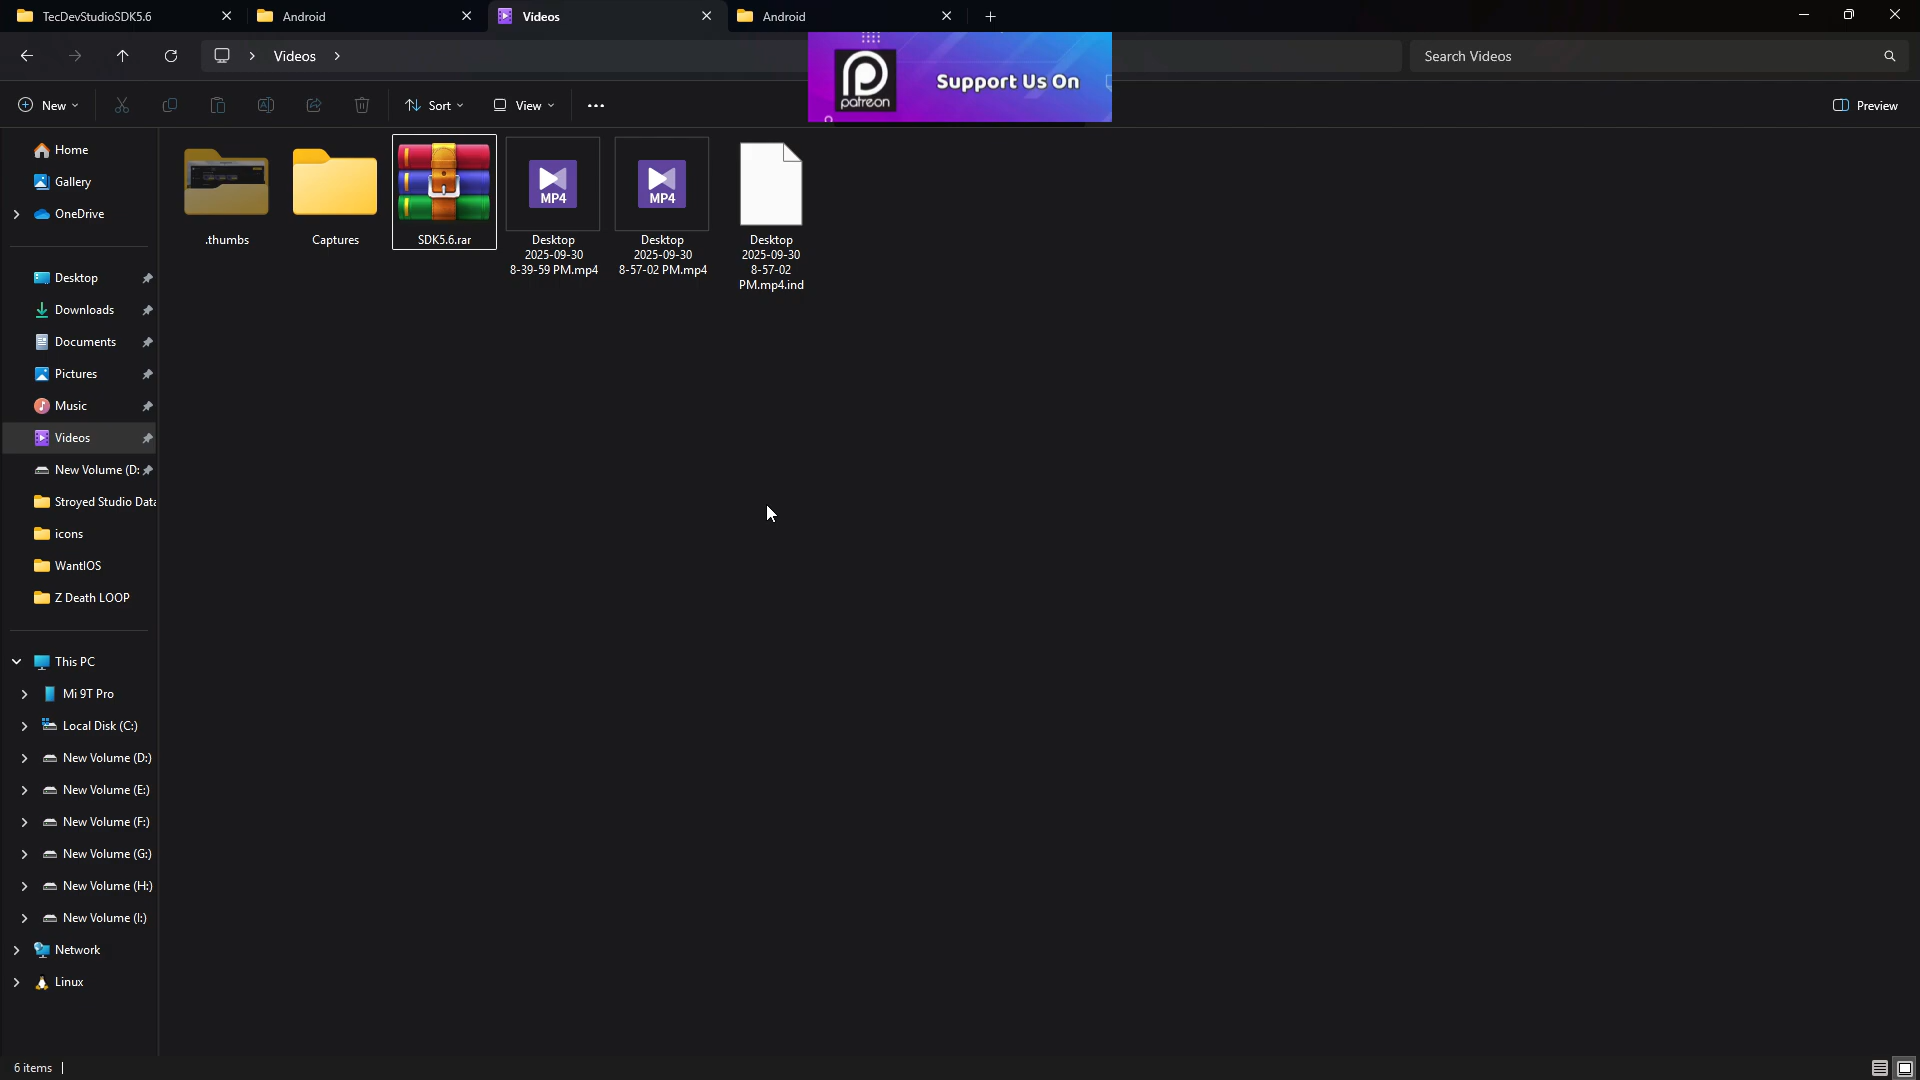 TecDevStudioSDK5.6
Android
Videos
Android
Videos
Search Videos
patreon
Support Us On
New
Sort
View
Preview
Home
Gallery
OneDrive
Desktop
Downloads
Documents
Pictures
Music
Videos
New Volume (D:
Stroyed Studio Data
icons
WantIOS
Z Death LOOP
This PC
Mi 9T Pro
Local Disk (C:)
New Volume (D:)
New Volume (E:)
New Volume (F:)
New Volume (G:)
New Volume (H:)
New Volume (I:)
Network
Linux
.thumbs
Captures
SDK5.6.rar
MP4
Desktop
2025-09-30
8-39-59 PM.mp4
MP4
Desktop
2025-09-30
8-57-02 PM.mp4
Desktop
2025-09-30
8-57-02
PM.mp4.ind
6 items